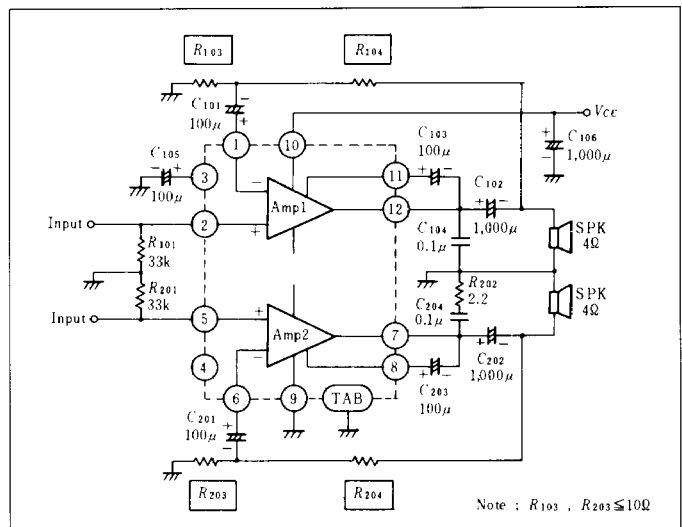 R103
R104
C101
100μ
C103
100μ
VCC
C106
1,000μ
C105
100μ
1
10
3
11
C102
1,000μ
Amp1
12
Input
2
C104
0.1μ
SPK
4Ω
R101
33k
R201
33k
R202
2.2
C204
0.1μ
SPK
4Ω
Input
5
Amp2
7
4
8
C202
1,000μ
C203
100μ
6
9
TAB
C201
100μ
R203
R204
Note ; R103 , R203≦10Ω